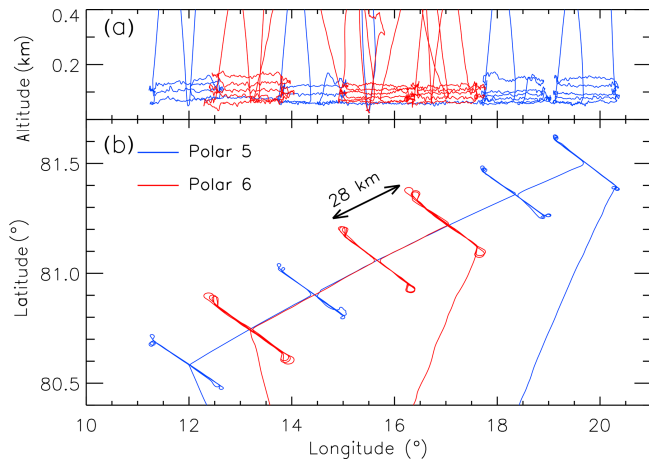 0.4
(a)
0.2
Altitude (km)
(b)
Polar 5
Polar 6
28 km
81.5
81.0
80.5
Latitude (°)
10 12 14 16 18 20
Longitude (°)